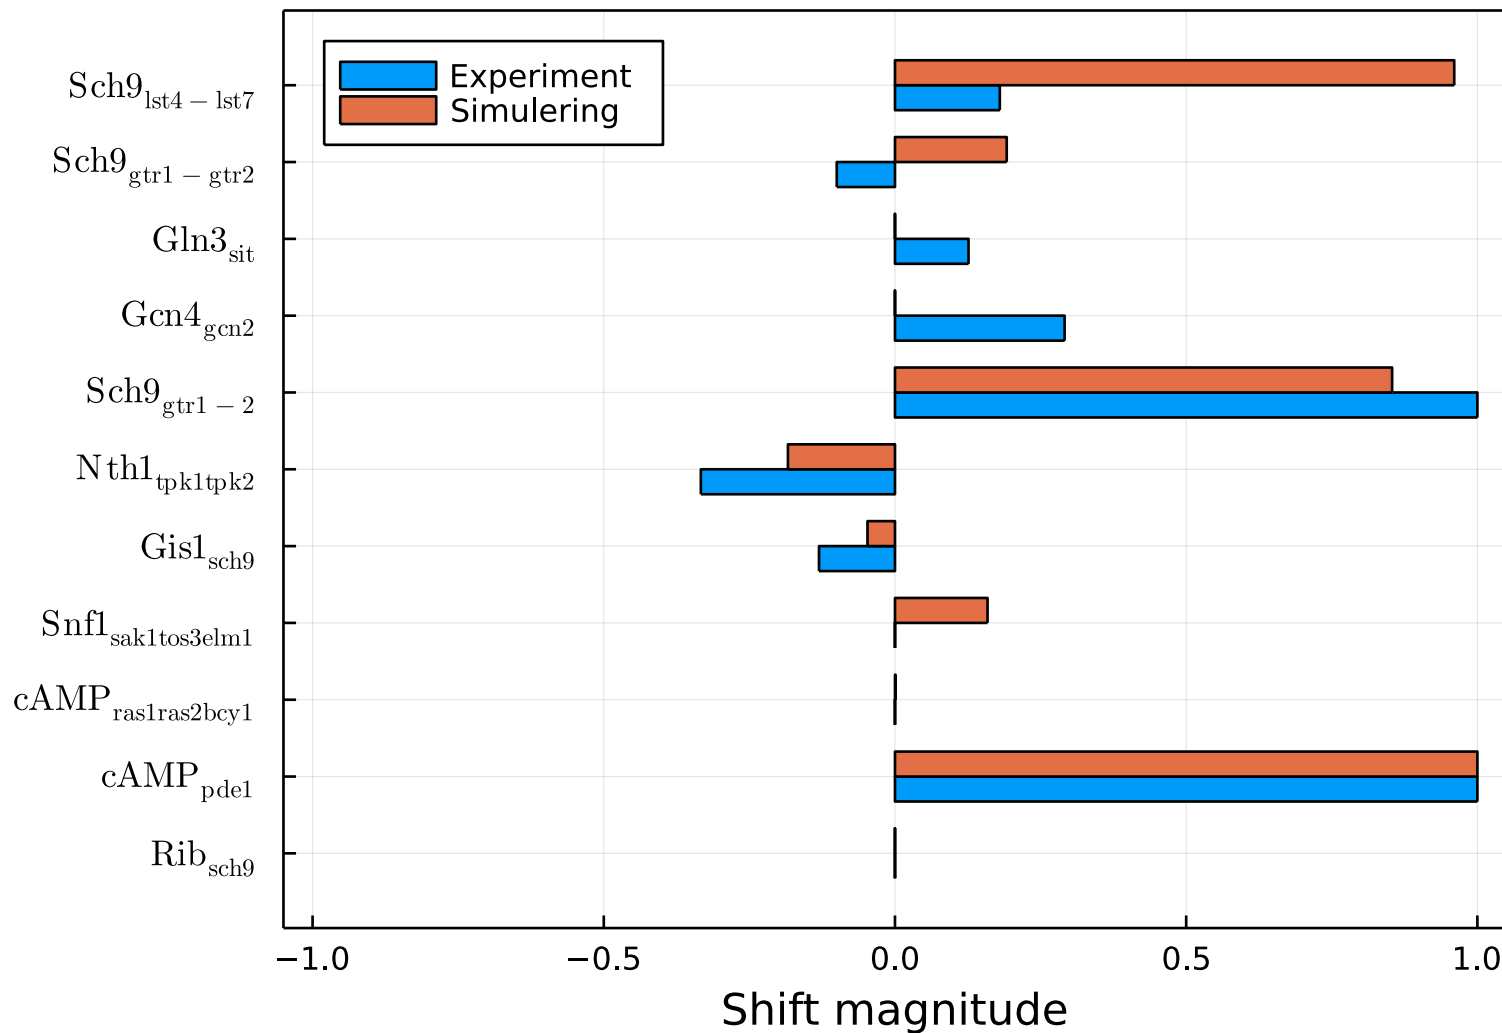 Experiment
Simulering
Sch9lst4 − lst7
Sch9gtr1 − gtr2
Gln3sit
Gcn4gcn2
Sch9gtr1 − 2
Nth1tpk1tpk2
Gis1sch9
Snf1sak1tos3elm1
cAMPras1ras2bcy1
cAMPpde1
Ribsch9
−1.0 −0.5 0.0 0.5 1.0
Shift magnitude